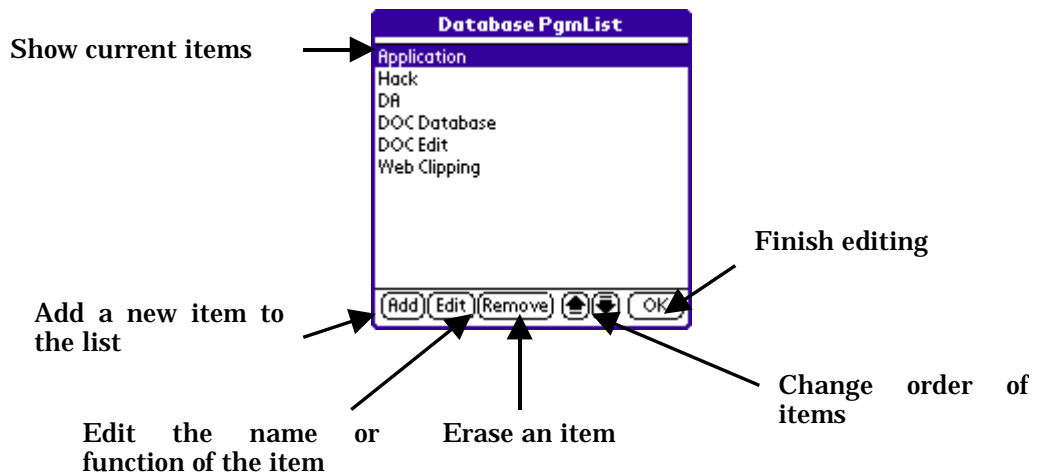 Database PgmList
Show current items
Application
Hack
DA
DOC Database
DOC Edit
Web Clipping
Finish editing
Add Edit Remove OK
Add a new item to
the list
Change order of
items
Edit the name or
function of the item
Erase an item